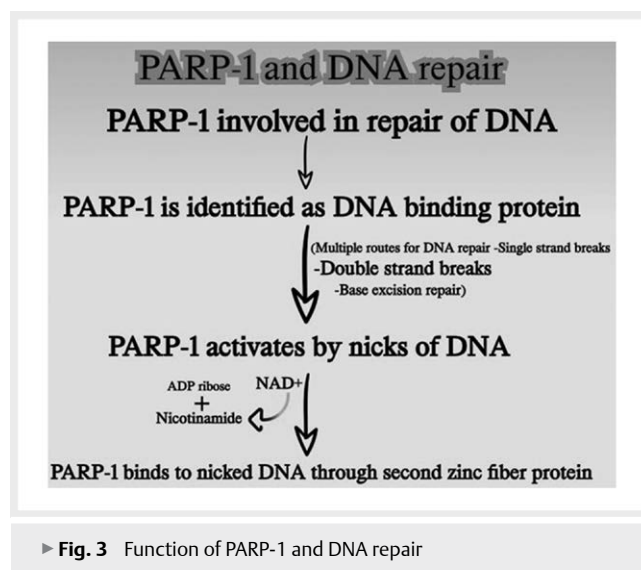 PARP-1 and DNA repair
PARP-1 involved in repair of DNA
PARP-1 is identified as DNA binding protein
(Multiple routes for DNA repair -Single strand breaks
-Double strand breaks
-Base excision repair)
PARP-1 activates by nicks of DNA
ADP ribose
+
Nicotinamide
NAD+
PARP-1 binds to nicked DNA through second zinc fiber protein
▶ Fig. 3 Function of PARP-1 and DNA repair